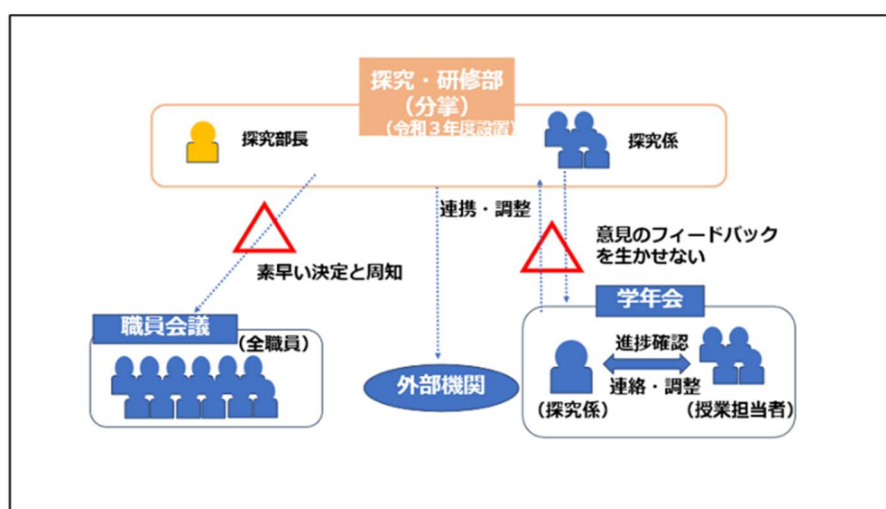 探究・研修部
（分掌）
（令和３年度設置）
探究部長
探究係
連携・調整
意見のフィードバック
を生かせない
素早い決定と周知
学年会
職員会議
（全職員）
進捗確認
外部機関
連絡・調整
（探究係）
（授業担当者）